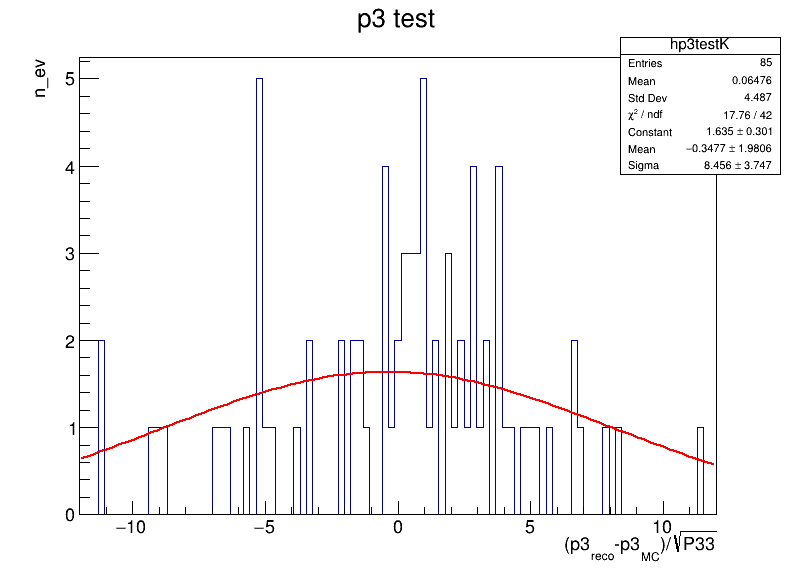 p3 test
hp3testK
Entries 85
Mean 0.06476
Std Dev 4.487
χ² / ndf 17.76 / 42
Constant 1.635 ± 0.301
Mean −0.3477 ± 1.9806
Sigma 8.456 ± 3.747
n_ev
5
4
3
2
1
0
−10 −5 0 5 10
(p3reco-p3MC)/√P33